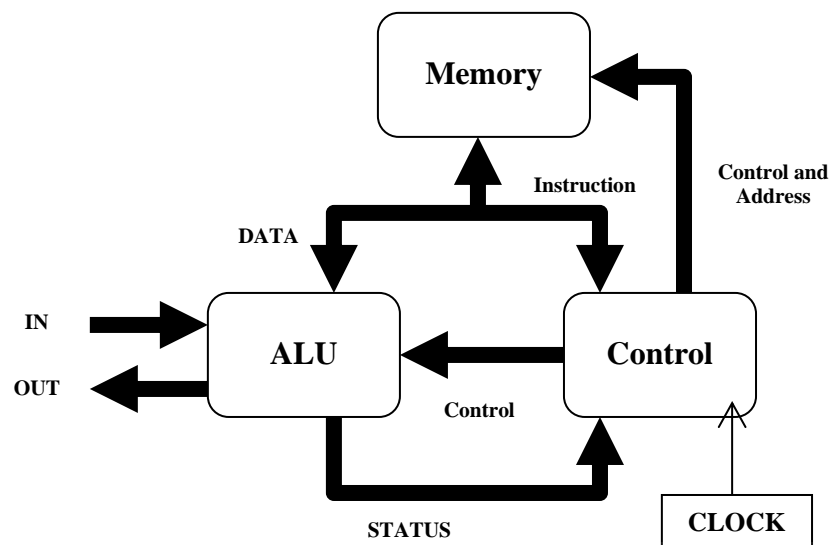 Memory
Instruction
Control and
Address
DATA
IN
ALU
Control
OUT
Control
STATUS
CLOCK